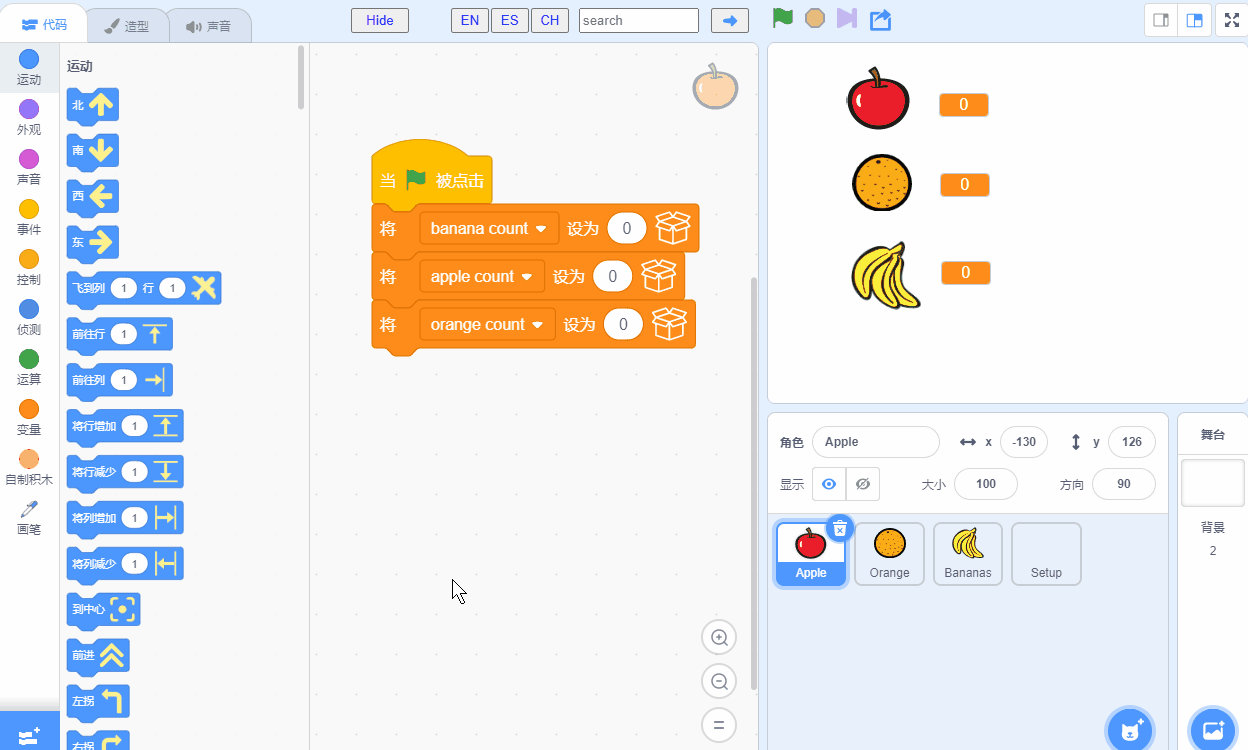 代码
造型
声音
Hide
EN
ES
CH
search
运动
外观
声音
事件
控制
侦测
运算
变量
自制积木
画笔
运动
北
南
西
东
飞到列 1 行 1
前往行 1
前往列 1
将行增加 1
将行减少 1
将列增加 1
将列减少 1
到中心
前进
左拐
右拐
当 被点击
将 banana count 设为 0
将 apple count 设为 0
将 orange count 设为 0
0
0
0
角色 Apple x -130 y 126
显示 大小 100 方向 90
Apple
Orange
Bananas
Setup
舞台
背景
2